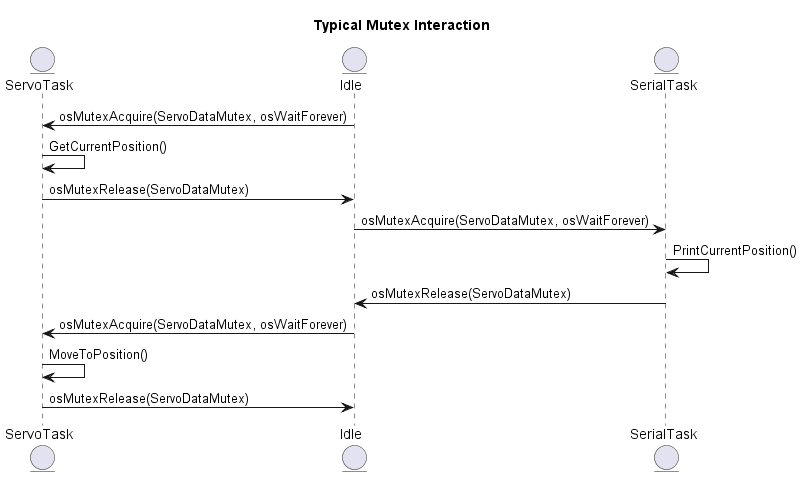 Typical Mutex Interaction
ServoTask
Idle
SerialTask
osMutexAcquire(ServoDataMutex, osWaitForever)
GetCurrentPosition()
osMutexRelease(ServoDataMutex)
osMutexAcquire(ServoDataMutex, osWaitForever)
PrintCurrentPosition()
osMutexRelease(ServoDataMutex)
osMutexAcquire(ServoDataMutex, osWaitForever)
MoveToPosition()
osMutexRelease(ServoDataMutex)
ServoTask
Idle
SerialTask